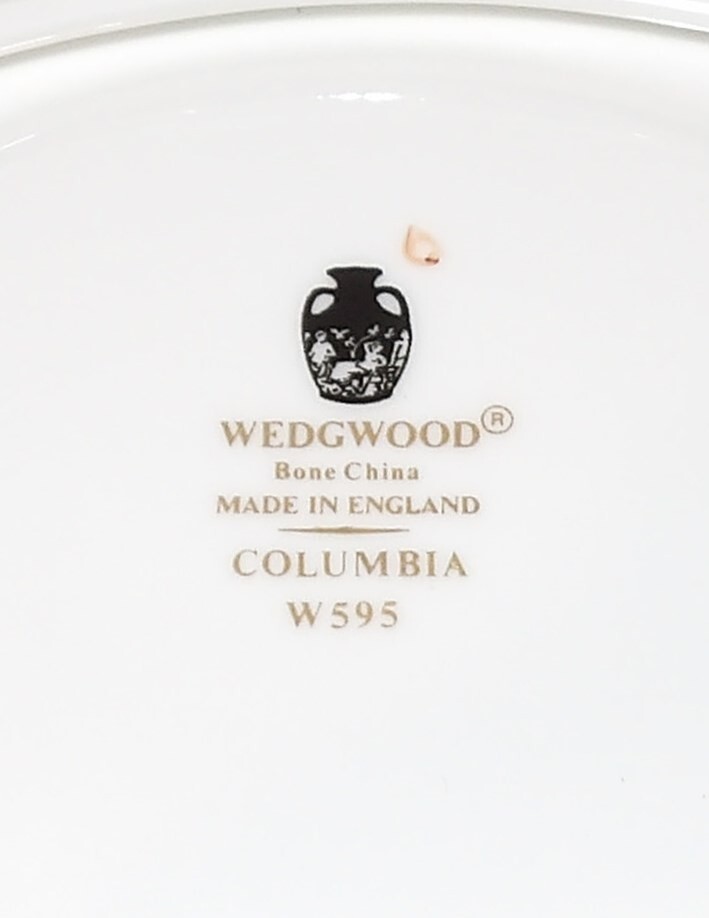 WEDGWOOD®
Bone China
MADE IN ENGLAND
COLUMBIA
W595